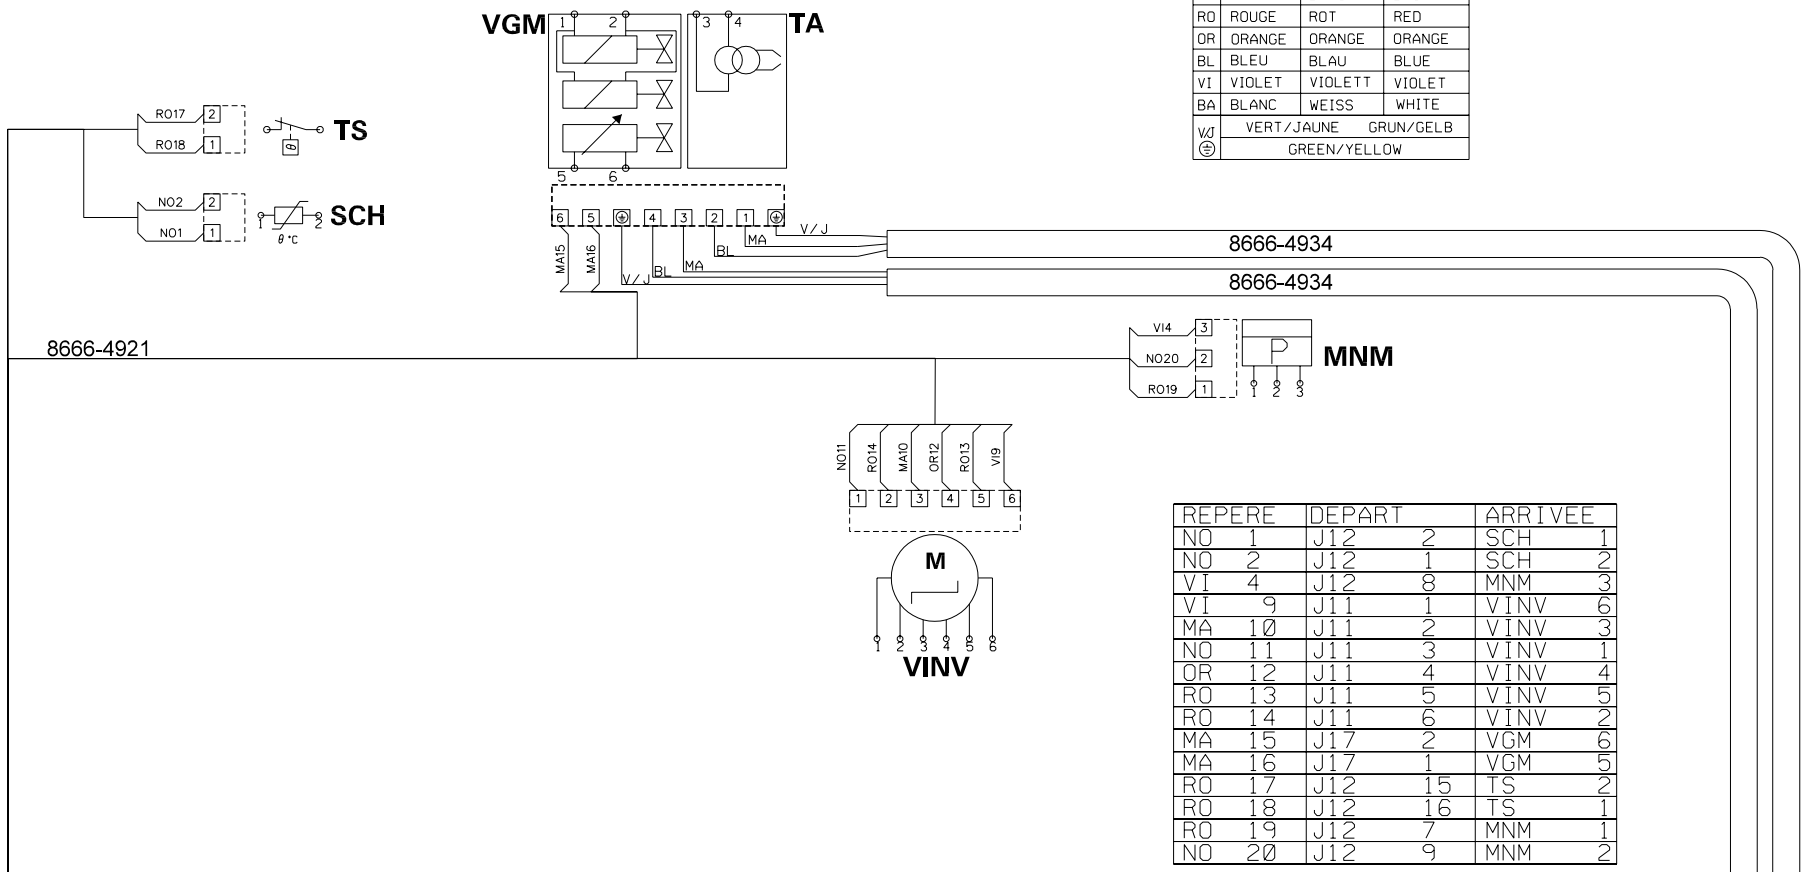 VGM
1 2
3 4
TA
RO ROUGE ROT RED
OR ORANGE ORANGE ORANGE
BL BLEU BLAU BLUE
VI VIOLET VIOLETT VIOLET
BA BLANC WEISS WHITE
V/J VERT/JAUNE GRUN/GELB
GREEN/YELLOW
RO17 2
RO18 1
θ
TS
5 6
NO2 2
NO1 1
1 2
θ °C
SCH
6 5 4 3 2 1
MA15
MA16
V/J
BL
MA
BL
MA
V/J
8666-4934
8666-4934
8666-4921
VI4 3
NO20 2
RO19 1
P
1 2 3
MNM
NO11
RO14
MA10
OR12
RO13
VI9
1 2 3 4 5 6
M
1 2 3 4 5 6
VINV
REPERE DEPART ARRIVEE
NO 1 J12 2 SCH 1
NO 2 J12 1 SCH 2
VI 4 J12 8 MNM 3
VI 9 J11 1 VINV 6
MA 10 J11 2 VINV 3
NO 11 J11 3 VINV 1
OR 12 J11 4 VINV 4
RO 13 J11 5 VINV 5
RO 14 J11 6 VINV 2
MA 15 J17 2 VGM 6
MA 16 J17 1 VGM 5
RO 17 J12 15 TS 2
RO 18 J12 16 TS 1
RO 19 J12 7 MNM 1
NO 20 J12 9 MNM 2